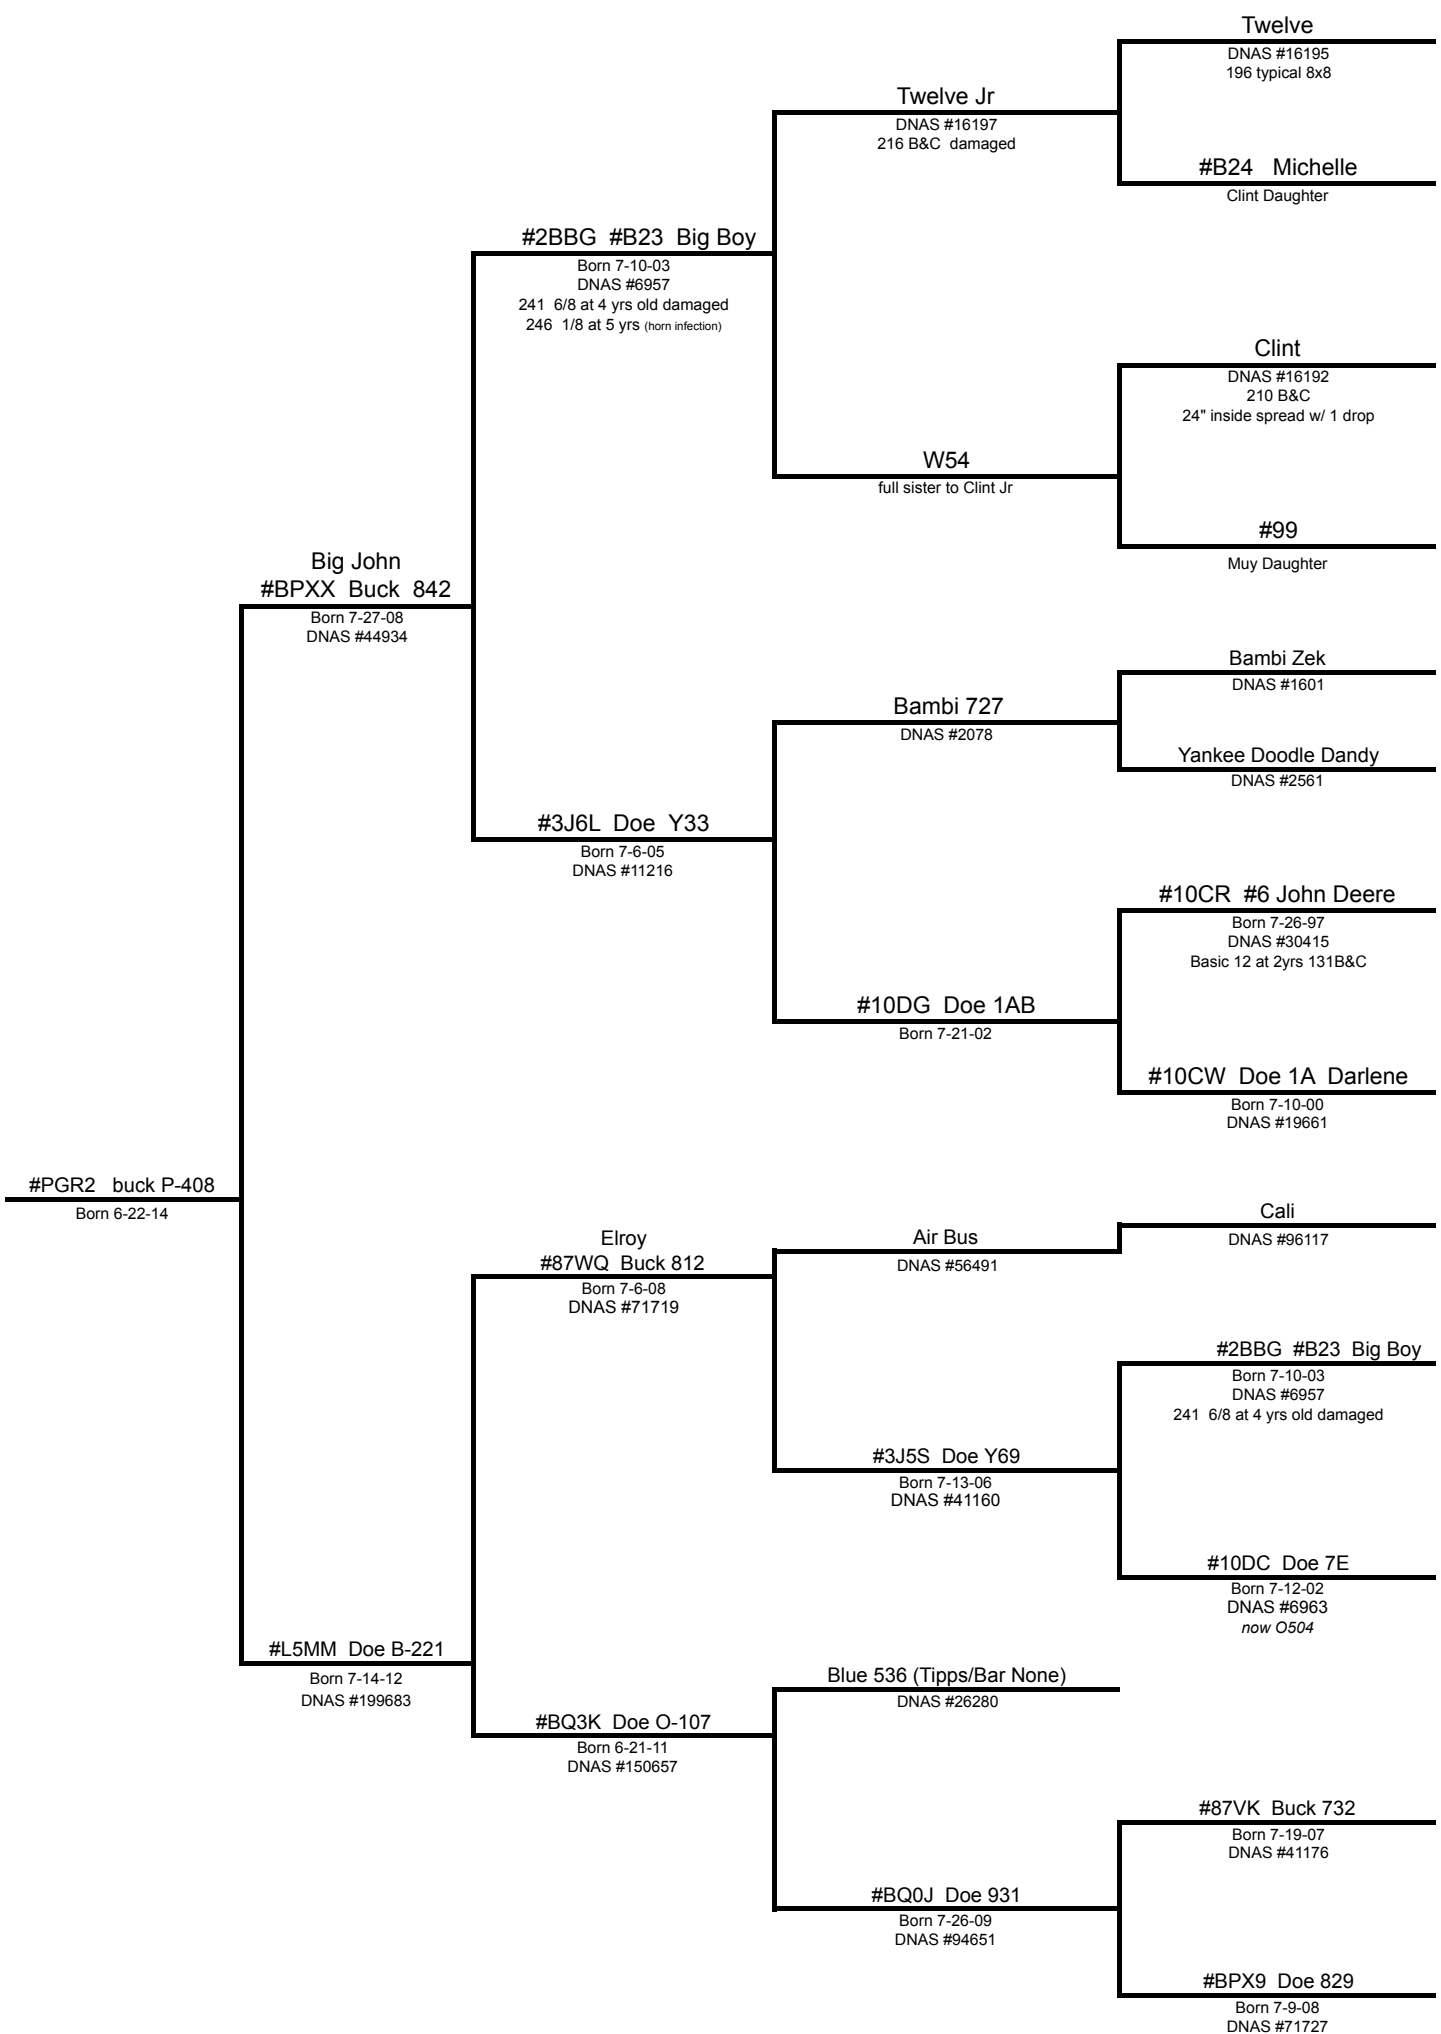 Twelve
DNAS #16195
196 typical 8x8
Twelve Jr
DNAS #16197
216 B&C  damaged
#B24   Michelle
Clint Daughter
#2BBG  #B23  Big Boy
Born 7-10-03
DNAS #6957
241  6/8 at 4 yrs old damaged
246  1/8 at 5 yrs (horn infection)
Clint
DNAS #16192
210 B&C
24" inside spread w/ 1 drop
W54
full sister to Clint Jr
#99
Muy Daughter
Big John
#BPXX  Buck  842
Born 7-27-08
DNAS #44934
Bambi Zek
DNAS #1601
Bambi 727
DNAS #2078
Yankee Doodle Dandy
DNAS #2561
#3J6L  Doe  Y33
Born 7-6-05
DNAS #11216
#10CR  #6 John Deere
Born 7-26-97
DNAS #30415
Basic 12 at 2yrs 131B&C
#10DG  Doe 1AB
Born 7-21-02
#10CW  Doe 1A  Darlene
Born 7-10-00
DNAS #19661
#PGR2   buck P-408
Born 6-22-14
Cali
DNAS #96117
Elroy
#87WQ  Buck 812
Born 7-6-08
DNAS #71719
Air Bus
DNAS #56491
#2BBG  #B23  Big Boy
Born 7-10-03
DNAS #6957
241  6/8 at 4 yrs old damaged
#3J5S  Doe Y69
Born 7-13-06
DNAS #41160
#10DC  Doe 7E
Born 7-12-02
DNAS #6963
now O504
#L5MM  Doe B-221
Born 7-14-12
DNAS #199683
Blue 536 (Tipps/Bar None)
DNAS #26280
#BQ3K  Doe O-107
Born 6-21-11
DNAS #150657
#87VK  Buck 732
Born 7-19-07
DNAS #41176
#BQ0J  Doe 931
Born 7-26-09
DNAS #94651
#BPX9  Doe 829
Born 7-9-08
DNAS #71727